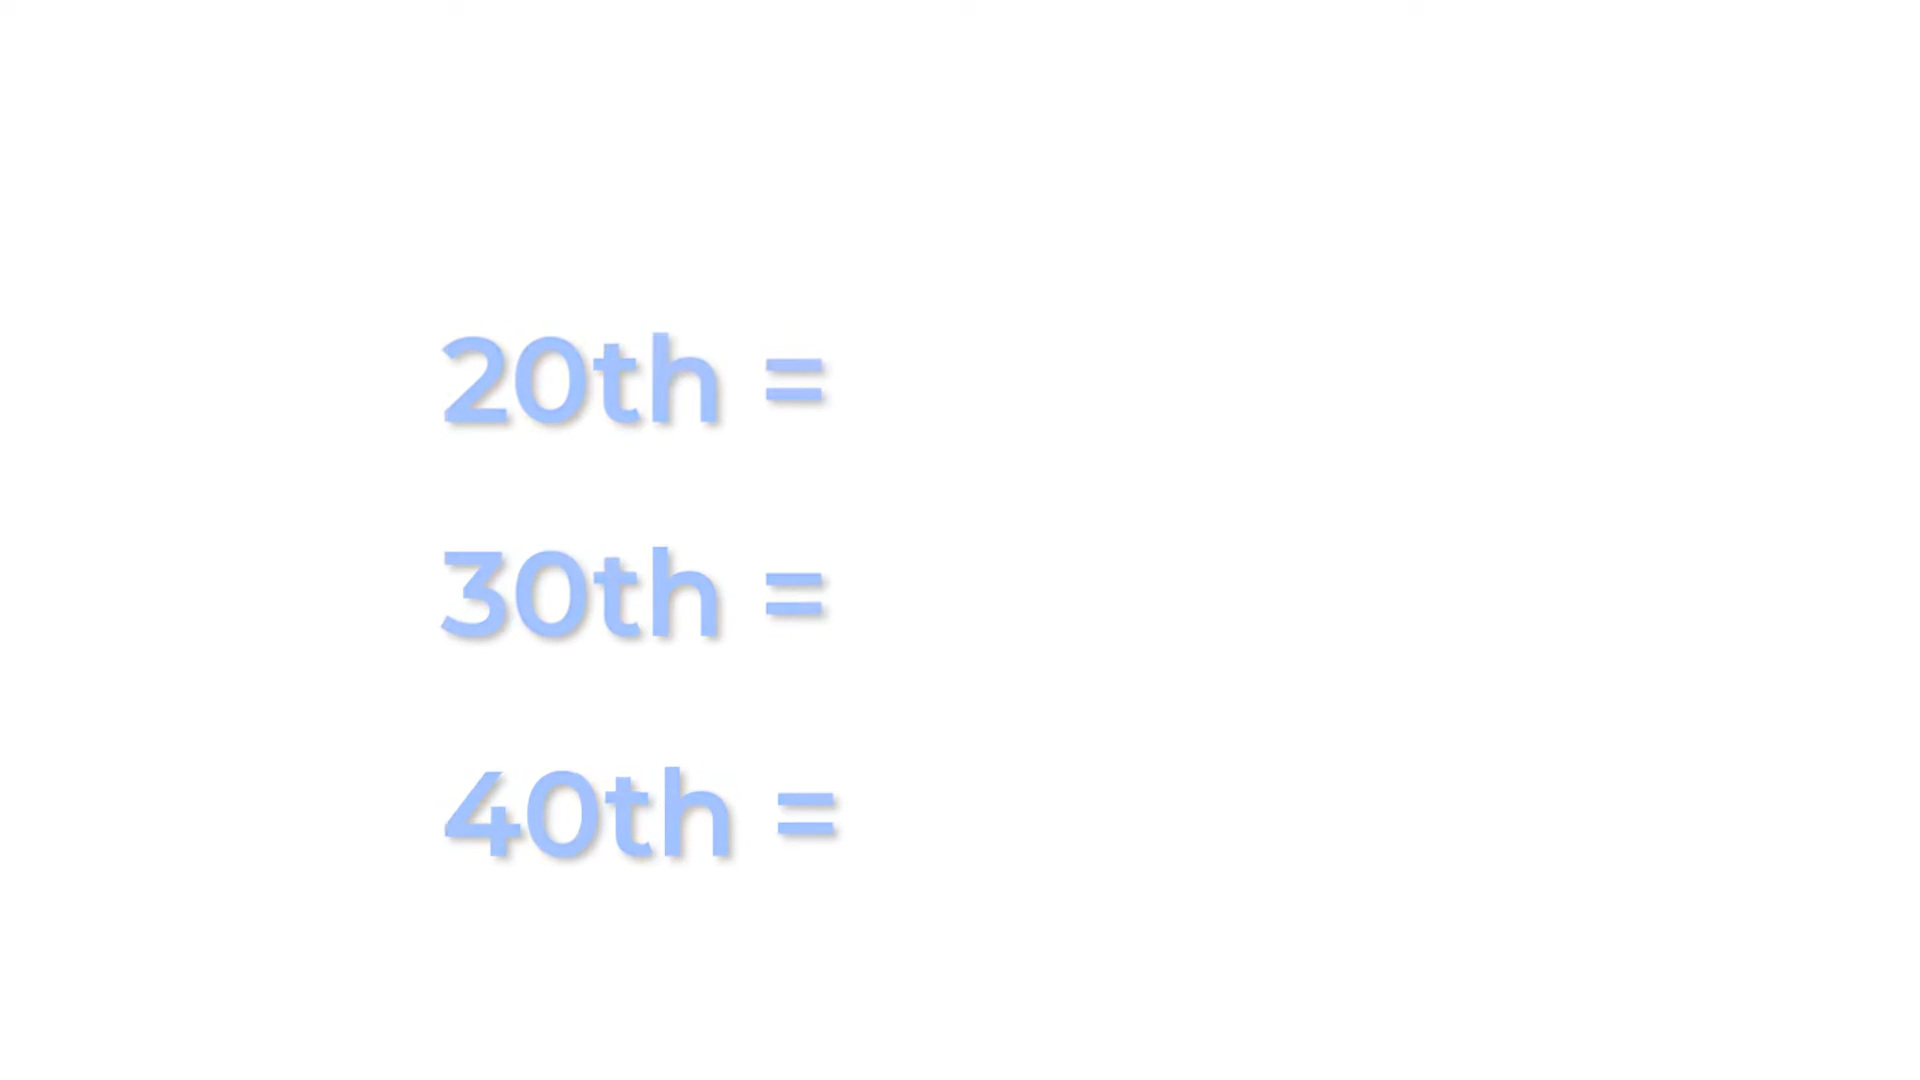 20th =
30th =
40th =